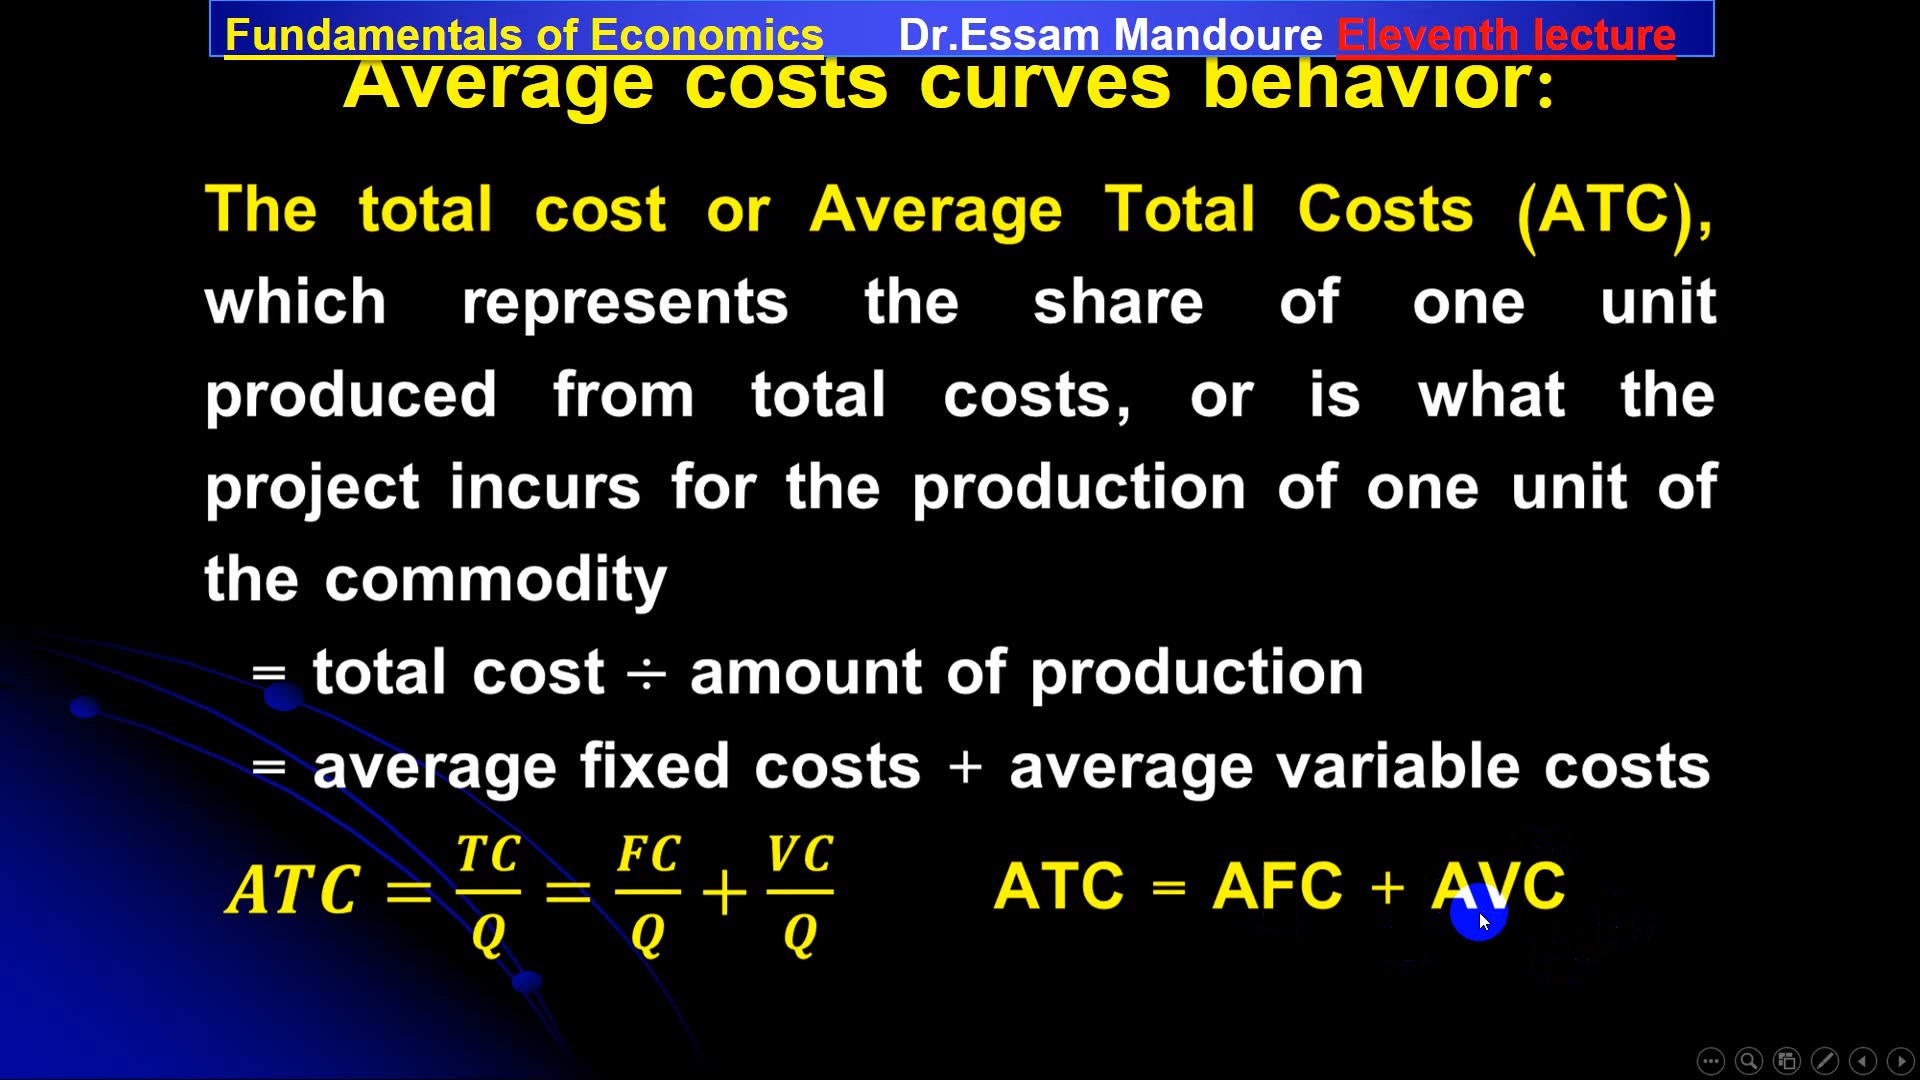 Fundamentals of Economics Dr.Essam Mandoure Eleventh lecture
Average costs curves behavior:
The total cost or Average Total Costs (ATC),
which represents the share of one unit
produced from total costs, or is what the
project incurs for the production of one unit of
the commodity
= total cost ÷ amount of production
= average fixed costs + average variable costs
ATC = TC/Q = FC/Q + VC/Q ATC = AFC + AVC